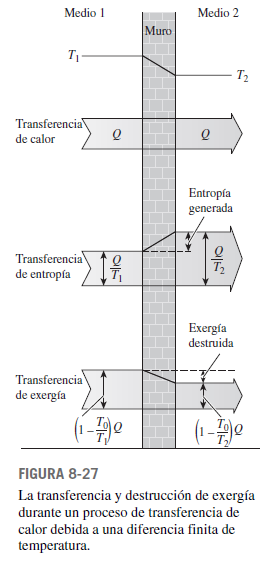 Medio 1
Medio 2
Muro
T1
T2
Transferencia
de calor
Q
Q
Entropía
generada
Transferencia
de entropía
Q
T1
Q
T2
Exergía
destruida
Transferencia
de exergía
(1 – T0/T1)Q
(1 – T0/T2)Q
FIGURA 8-27
La transferencia y destrucción de exergía
durante un proceso de transferencia de
calor debida a una diferencia finita de
temperatura.